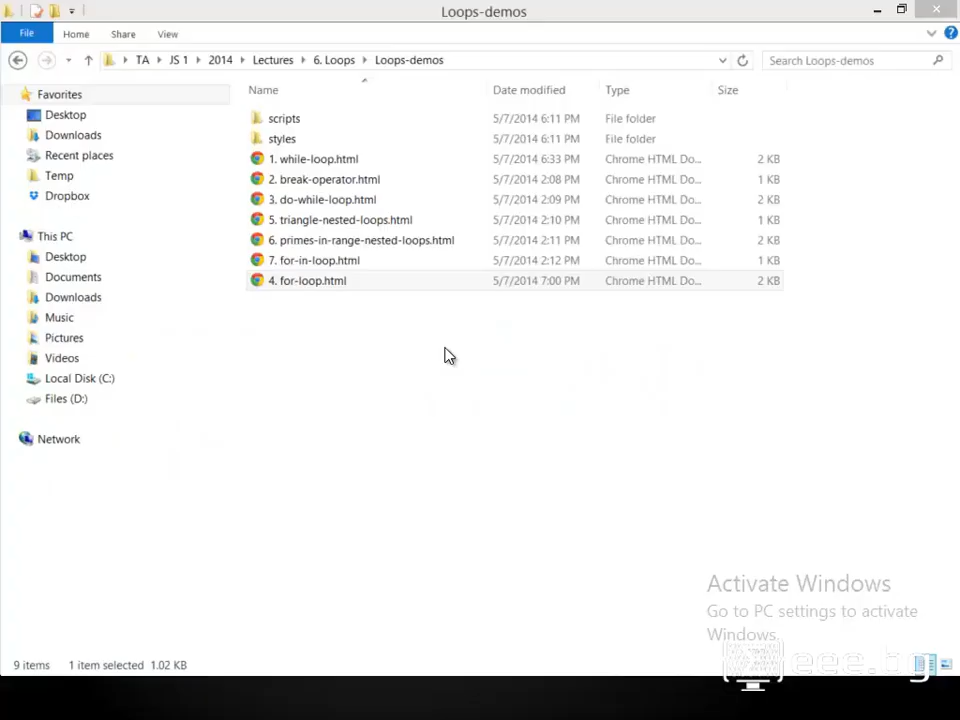 Loops-demos
File Home Share View
TA JS 1 2014 Lectures 6. Loops Loops-demos Search Loops-demos
Name Date modified Type Size
Favorites
Desktop
Downloads
Recent places
Temp
Dropbox
This PC
Desktop
Documents
Downloads
Music
Pictures
Videos
Local Disk (C:)
Files (D:)
Network
scripts 5/7/2014 6:11 PM File folder
styles 5/7/2014 6:11 PM File folder
1. while-loop.html 5/7/2014 6:33 PM Chrome HTML Do... 2 KB
2. break-operator.html 5/7/2014 2:08 PM Chrome HTML Do... 1 KB
3. do-while-loop.html 5/7/2014 2:09 PM Chrome HTML Do... 2 KB
5. triangle-nested-loops.html 5/7/2014 2:10 PM Chrome HTML Do... 1 KB
6. primes-in-range-nested-loops.html 5/7/2014 2:11 PM Chrome HTML Do... 2 KB
7. for-in-loop.html 5/7/2014 2:12 PM Chrome HTML Do... 1 KB
4. for-loop.html 5/7/2014 7:00 PM Chrome HTML Do... 2 KB
Activate Windows
Go to PC settings to activate
Windows.
eee.bg
9 items 1 item selected 1.02 KB